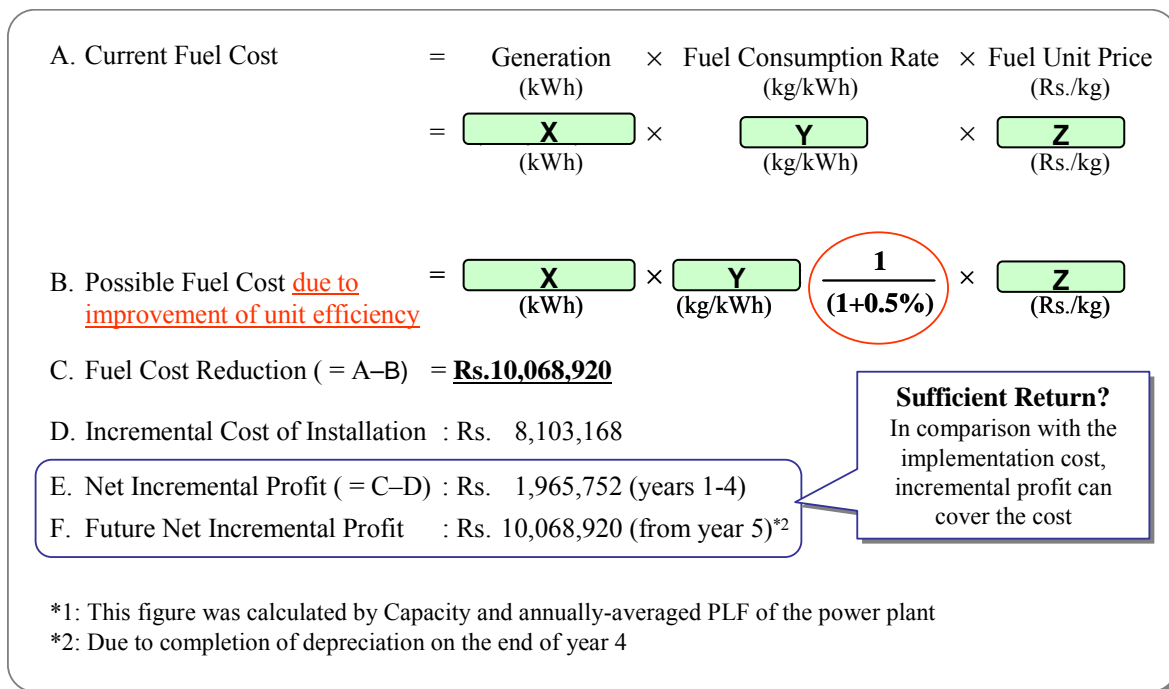 A. Current Fuel Cost = Generation × Fuel Consumption Rate × Fuel Unit Price
(kWh) (kg/kWh) (Rs./kg)
= X × Y × Z
(kWh) (kg/kWh) (Rs./kg)
B. Possible Fuel Cost due to = X × Y 1 × Z
improvement of unit efficiency (kWh) (kg/kWh) (1+0.5%) (Rs./kg)
C. Fuel Cost Reduction ( = A–B) = Rs.10,068,920
D. Incremental Cost of Installation : Rs. 8,103,168
E. Net Incremental Profit ( = C–D) : Rs. 1,965,752 (years 1-4)
F. Future Net Incremental Profit : Rs. 10,068,920 (from year 5)*2
Sufficient Return?
In comparison with the
implementation cost,
incremental profit can
cover the cost
*1: This figure was calculated by Capacity and annually-averaged PLF of the power plant
*2: Due to completion of depreciation on the end of year 4